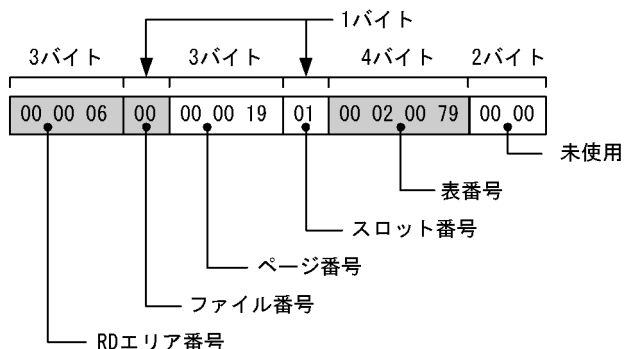 1バイト
3バイト 3バイト 4バイト 2バイト
00 00 06 00 00 00 19 01 00 02 00 79 00 00
未使用
表番号
スロット番号
ページ番号
ファイル番号
RDエリア番号